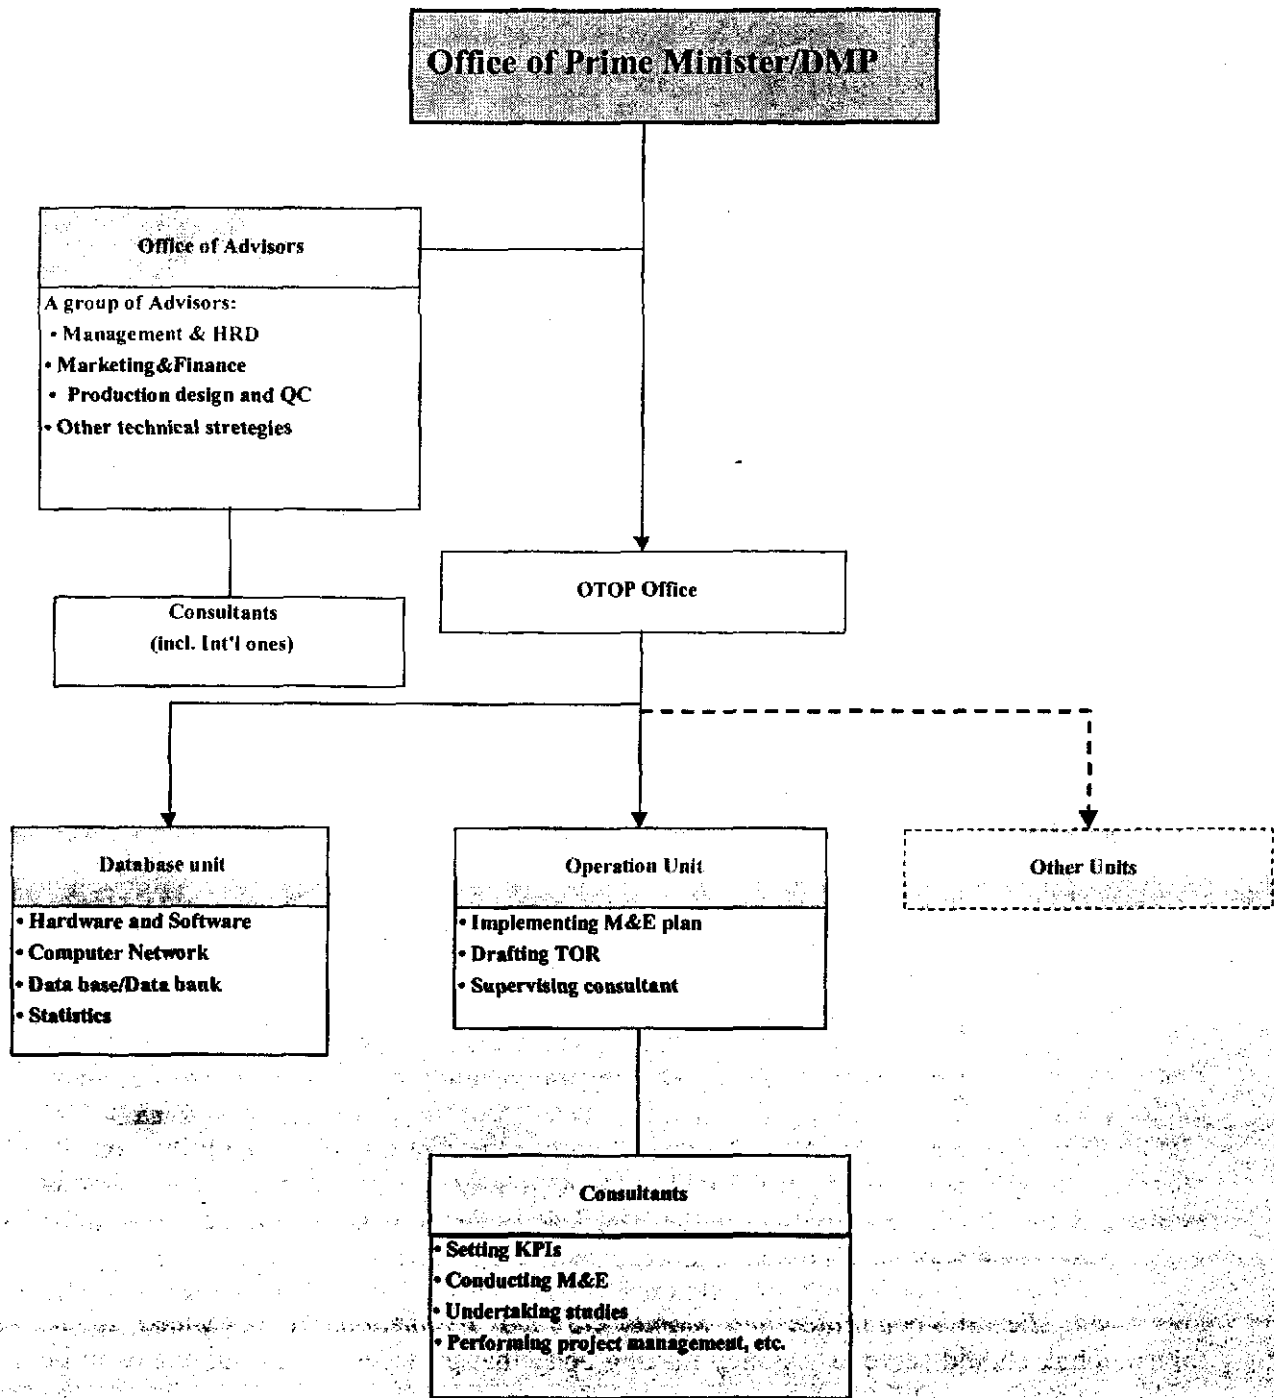 Office of Prime Minister/DMP
Office of Advisors
A group of Advisors:
• Management & HRD
• Marketing&Finance
• Production design and QC
• Other technical stretegies
Consultants
(incl. Int'l ones)
OTOP Office
Database unit
• Hardware and Software
• Computer Network
• Data base/Data bank
• Statistics
Operation Unit
• Implementing M&E plan
• Drafting TOR
• Supervising consultant
Other Units
Consultants
• Setting KPIs
• Conducting M&E
• Undertaking studies
• Performing project management, etc.